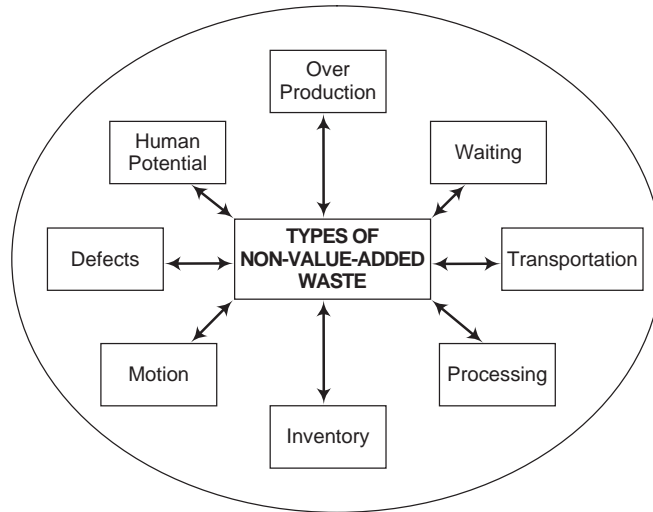 Over
Production
Human
Potential
Waiting
TYPES OF
NON-VALUE-ADDED
WASTE
Defects
Transportation
Motion
Processing
Inventory